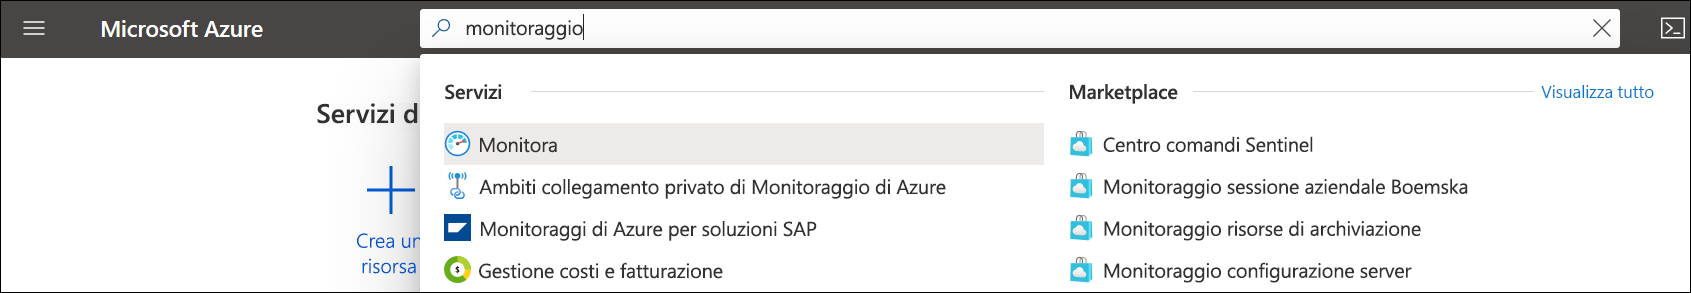 Microsoft Azure
monitoraggio
Servizi d
Crea un
risorsa
Servizi
Monitora
Ambiti collegamento privato di Monitoraggio di Azure
Monitoraggi di Azure per soluzioni SAP
Gestione costi e fatturazione
Marketplace
Visualizza tutto
Centro comandi Sentinel
Monitoraggio sessione aziendale Boemska
Monitoraggio risorse di archiviazione
Monitoraggio configurazione server